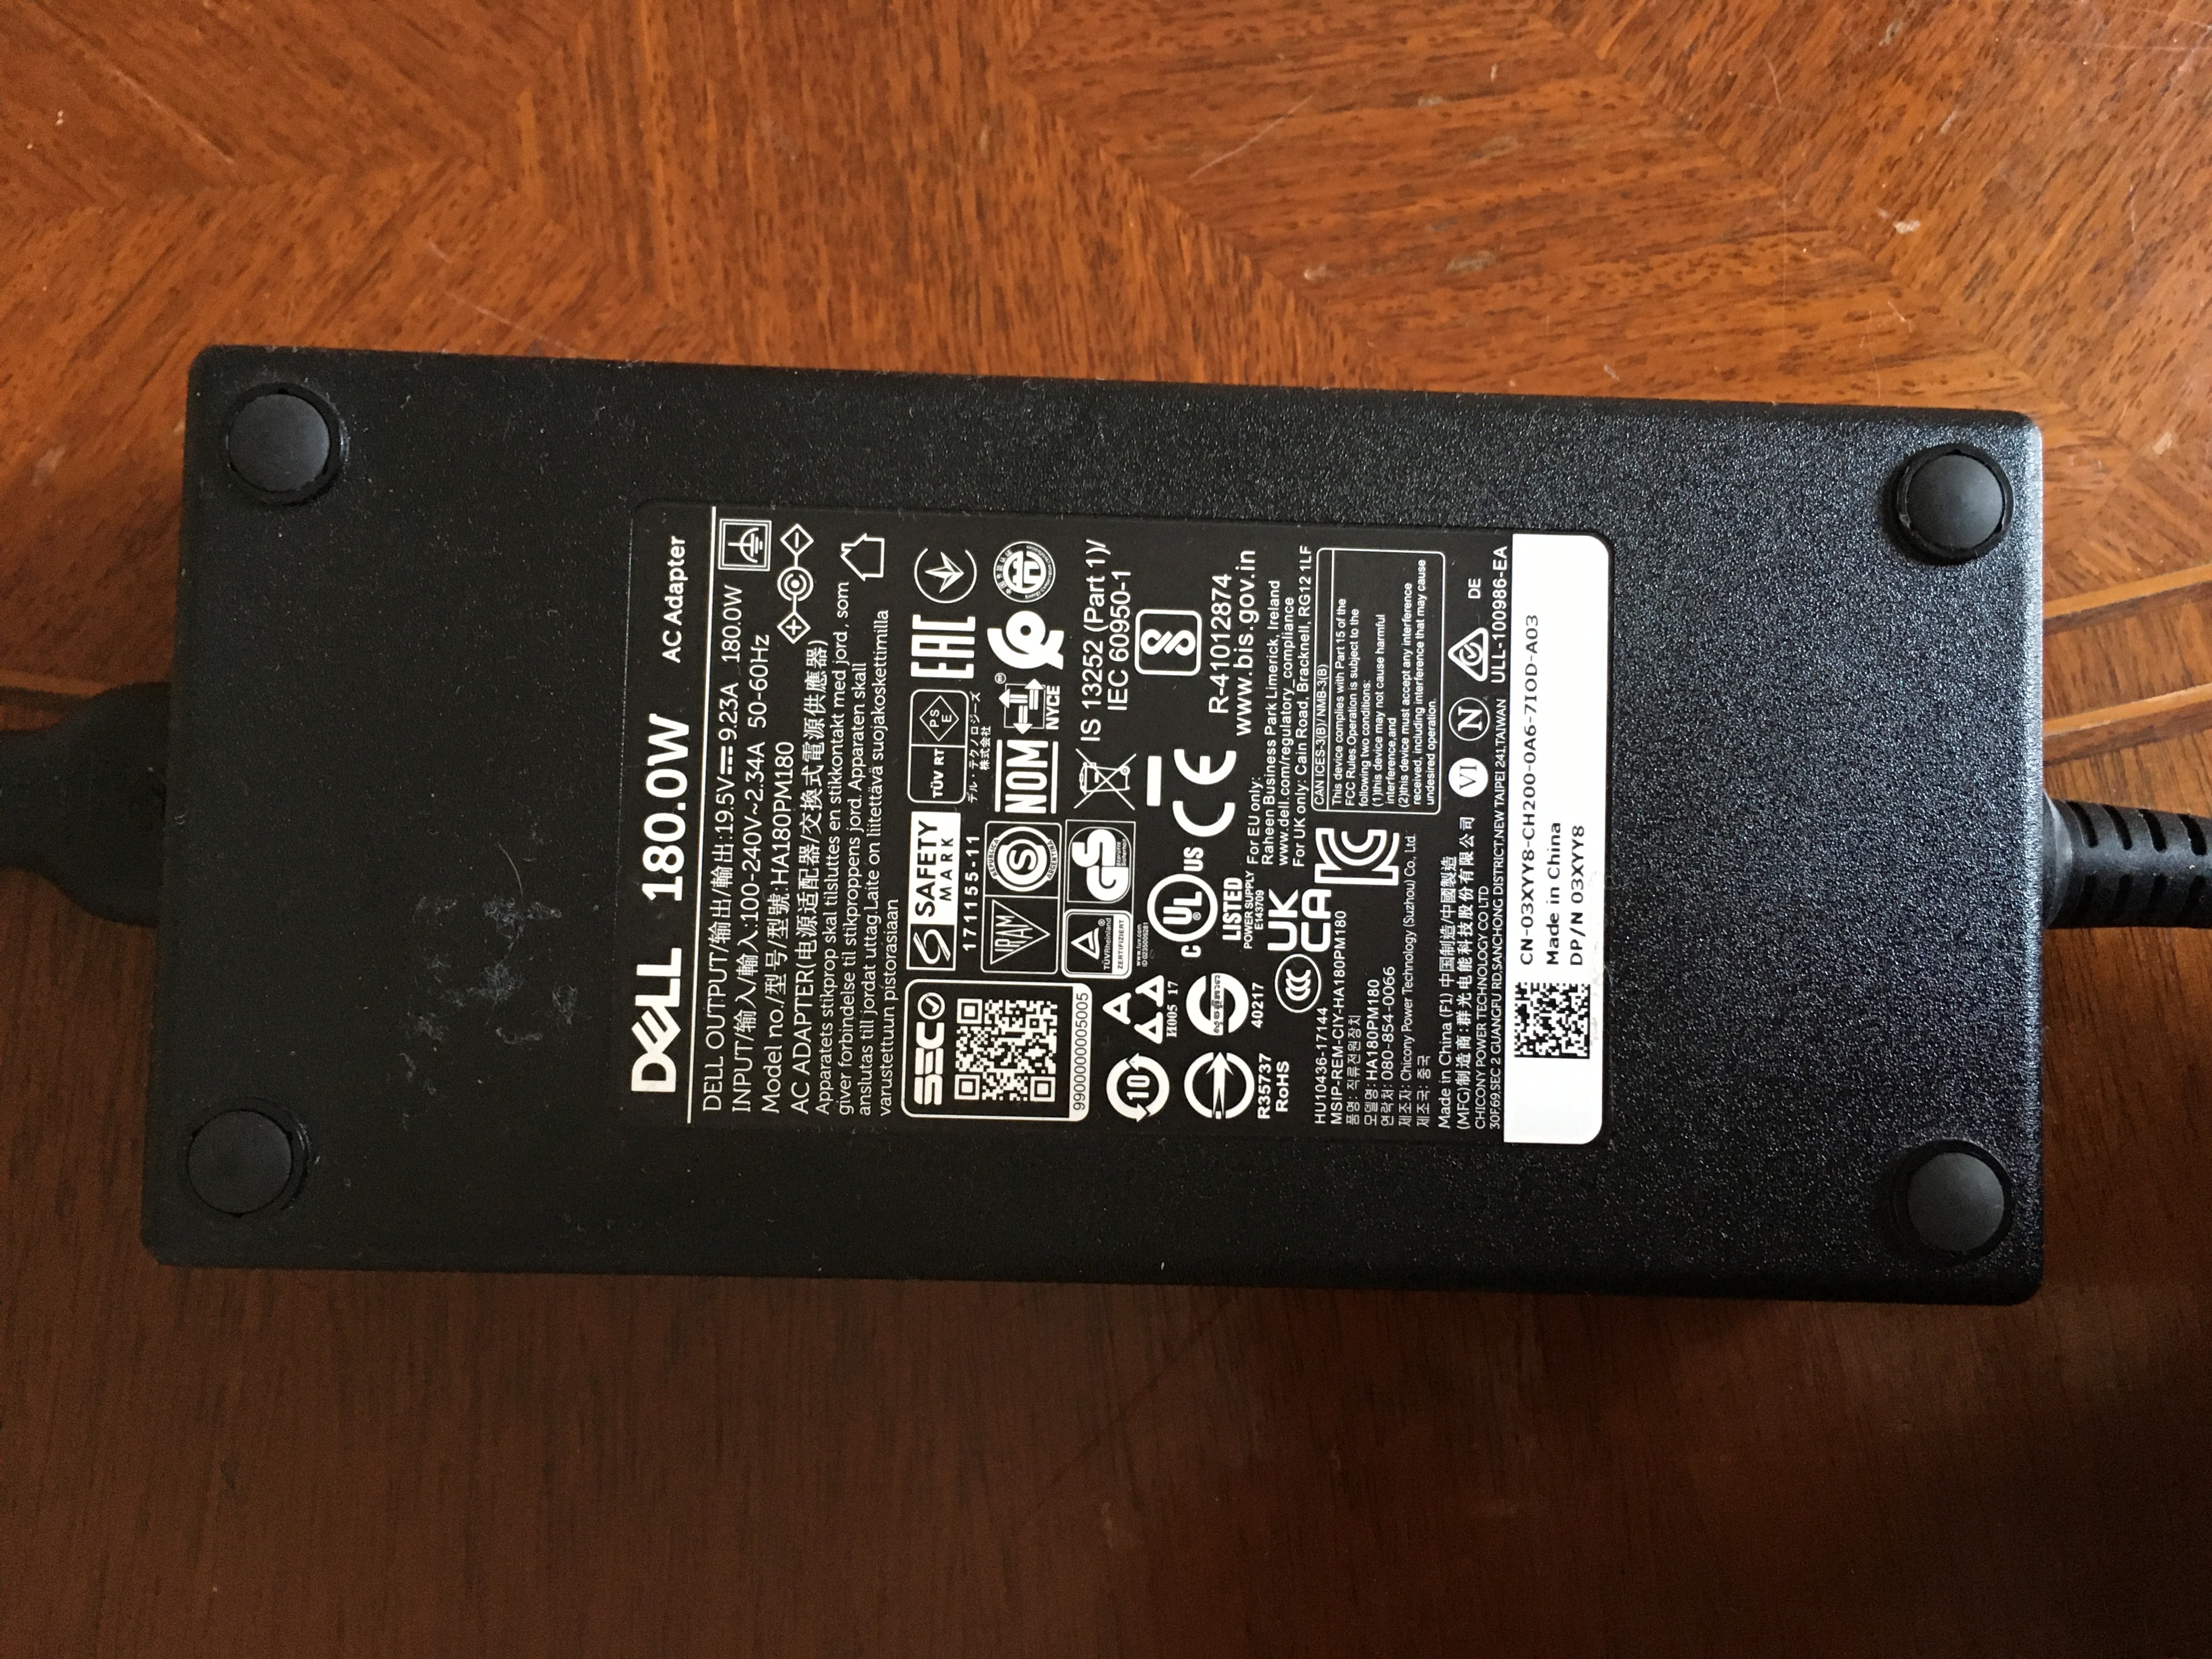 DELL 180.0W AC Adapter
DELL OUTPUT/输出/輸出:19.5V⎓9.23A 180.0W
INPUT/输入/輸入:100-240V~2.34A 50-60Hz
Model no./型号/型號:HA180PM180
AC ADAPTER(电源适配器/交換式電源供應器)
Apparatets stikprop skal tilsluttes en stikkontakt med jord, som
giver forbindelse til stikproppens jord. Apparaten skall
anslutas till jordat uttag.Laite on liitettävä suojakoskettimilla
varustettuun pistorasiaan
SEC
9900000005005
SAFETY
MARK
171155-11
TÜV RT
PS
E
デル・テクノロジーズ
株式会社
EAC
IRAM
REPUBLICA
S
ARGENTINA
NOM
NYCE
TÜVRheinland
ZERTIFIZIERT
www.tuv.com
ID 0235005281
GS
geprüfte
Sicherheit
IS 13252 (Part 1)/
IEC 60950-1
R-41012874
www.bis.gov.in
10
И005 17
R35737
RoHS
40217
C UL US
LISTED
POWER SUPPLY
E143709
CE
For EU only:
Raheen Business Park Limerick, Ireland
www.dell.com/regulatory_compliance
For UK only: Cain Road, Bracknell, RG12 1LF
CCC
UK
CA
HU10436-17144
MSIP-REM-CIY-HA180PM180
품명: 직류전원장치
모델명: HA180PM180
연락처: 080-854-0066
제조자: Chicony Power Technology (Suzhou) Co., Ltd.
제조국: 중국
KC
CAN ICES-3(B)/ NMB-3(B)
This device complies with Part 15 of the
FCC Rules.Operation is subject to the
following two conditions:
(1)this device may not cause harmful
interference,and
(2)this device must accept any interference
received, including interference that may cause
undesired operation.
Made in China (F1) 中国制造/中國製造
(MFG)制造商:群光电能科技股份有限公司
CHICONY POWER TECHNOLOGY CO LTD
30F,69,SEC 2 GUANGFU RD,SANCHONG DISTRICT,NEW TAIPEI 241,TAIWAN
VI
N
DE
ULL-100986-EA
CN-03XYY8-CH200-0A6-7IOD-A03
Made in China
DP/N 03XYY8